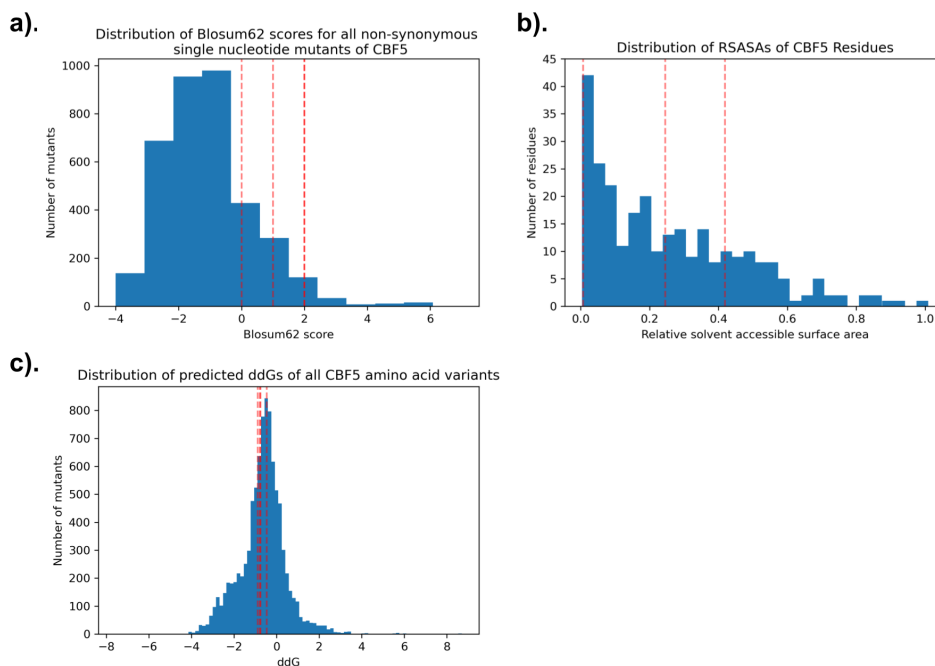 a).
Distribution of Blosum62 scores for all non-synonymous
single nucleotide mutants of CBF5
Number of mutants
1000
800
600
400
200
0
−4 −2 0 2 4 6
Blosum62 score
b).
Distribution of RSASAs of CBF5 Residues
Number of residues
45
40
35
30
25
20
15
10
5
0
0.0 0.2 0.4 0.6 0.8 1.0
Relative solvent accessible surface area
c).
Distribution of predicted ddGs of all CBF5 amino acid variants
Number of mutants
800
700
600
500
400
300
200
100
0
−8 −6 −4 −2 0 2 4 6 8
ddG